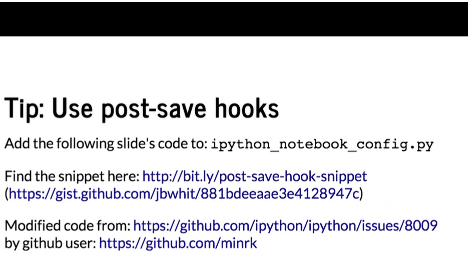 Tip: Use post-save hooks
Add the following slide's code to: ipython_notebook_config.py
Find the snippet here: http://bit.ly/post-save-hook-snippet
(https://gist.github.com/jbwhit/881bdeeaae3e4128947c)
Modified code from: https://github.com/ipython/ipython/issues/8009
by github user: https://github.com/minrk